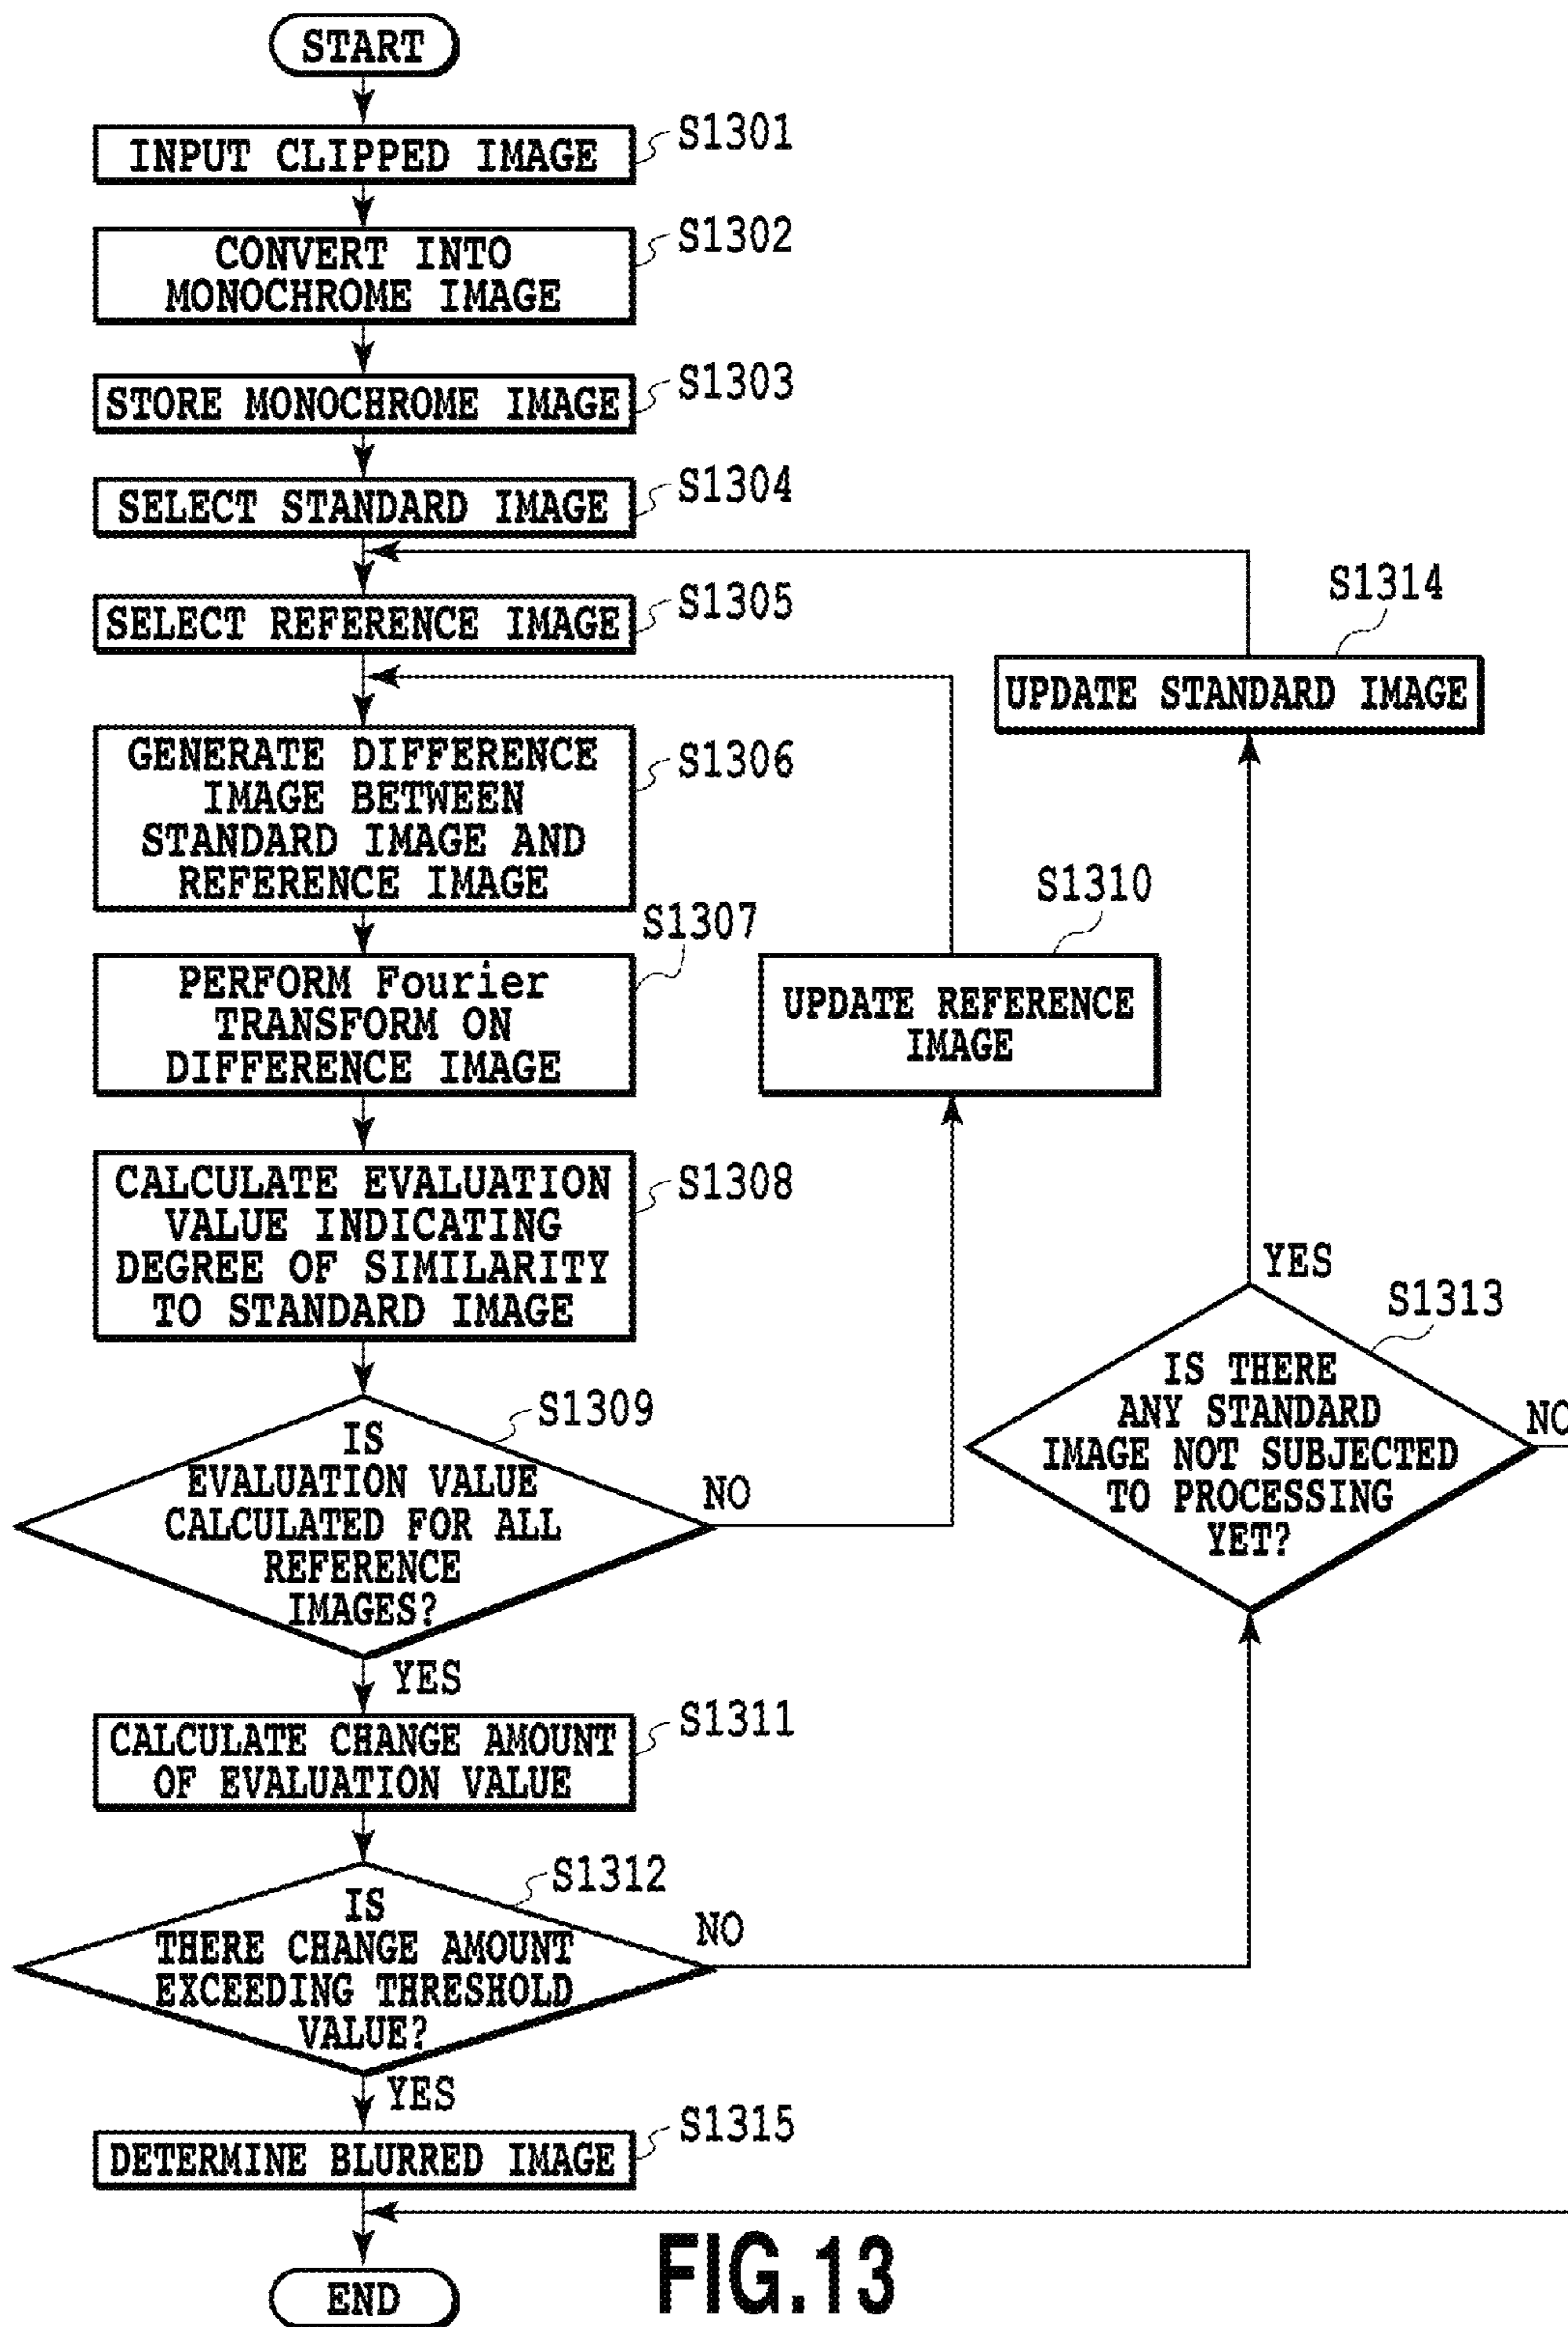 START
INPUT CLIPPED IMAGE
S1301
CONVERT INTO
MONOCHROME IMAGE
S1302
STORE MONOCHROME IMAGE
S1303
SELECT STANDARD IMAGE
S1304
SELECT REFERENCE IMAGE
S1305
GENERATE DIFFERENCE
IMAGE BETWEEN
STANDARD IMAGE AND
REFERENCE IMAGE
S1306
PERFORM Fourier
TRANSFORM ON
DIFFERENCE IMAGE
S1307
CALCULATE EVALUATION
VALUE INDICATING
DEGREE OF SIMILARITY
TO STANDARD IMAGE
S1308
IS
EVALUATION VALUE
CALCULATED FOR ALL
REFERENCE
IMAGES?
S1309
NO
YES
UPDATE REFERENCE
IMAGE
S1310
CALCULATE CHANGE AMOUNT
OF EVALUATION VALUE
S1311
IS
THERE CHANGE AMOUNT
EXCEEDING THRESHOLD
VALUE?
S1312
NO
YES
IS THERE
ANY STANDARD
IMAGE NOT SUBJECTED
TO PROCESSING
YET?
S1313
YES
NO
UPDATE STANDARD IMAGE
S1314
DETERMINE BLURRED IMAGE
S1315
END
FIG.13